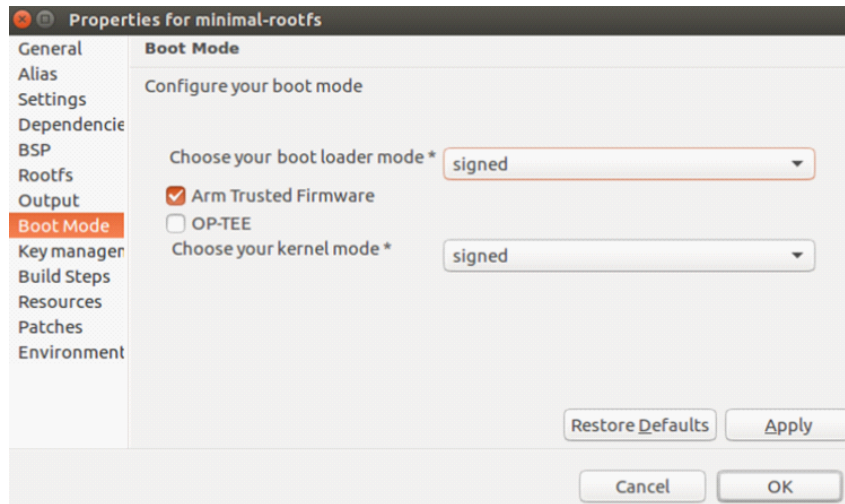 Properties for minimal-rootfs
General
Alias
Settings
Dependencie
BSP
Rootfs
Output
Boot Mode
Key managen
Build Steps
Resources
Patches
Environment
Boot Mode
Configure your boot mode
Choose your boot loader mode * signed
Arm Trusted Firmware
OP-TEE
Choose your kernel mode * signed
Restore Defaults Apply
Cancel OK